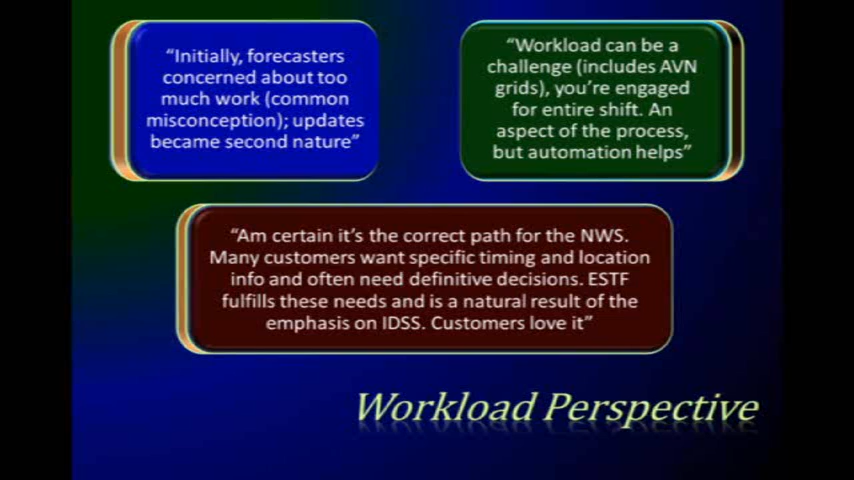 “Initially, forecasters
concerned about too
much work (common
misconception); updates
became second nature”
“Workload can be a
challenge (includes AVN
grids), you’re engaged
for entire shift. An
aspect of the process,
but automation helps”
“Am certain it’s the correct path for the NWS.
Many customers want specific timing and location
info and often need definitive decisions. ESTF
fulfills these needs and is a natural result of the
emphasis on IDSS. Customers love it”
Workload Perspective